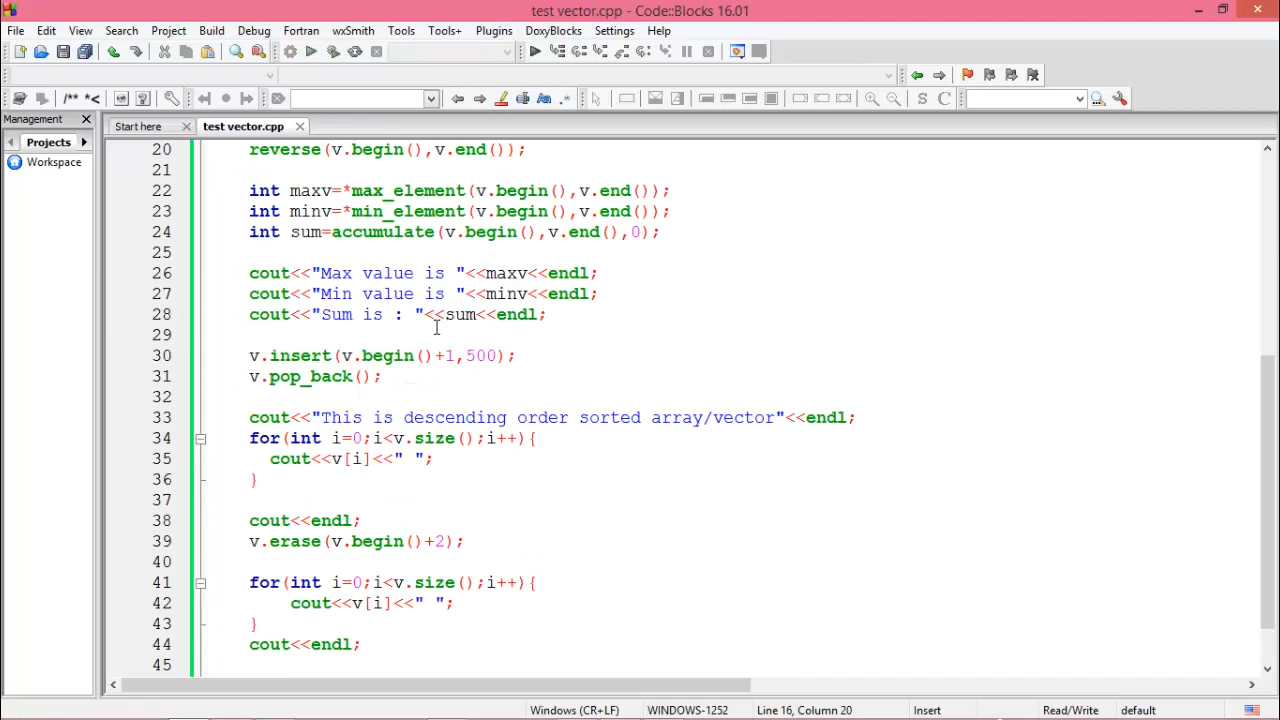 test vector.cpp - Code::Blocks 16.01
File Edit View Search Project Build Debug Fortran wxSmith Tools Tools+ Plugins DoxyBlocks Settings Help
/** *<
S C
Management
Start here
test vector.cpp
Projects
Workspace
20 reverse(v.begin(),v.end());
21
22 int maxv=*max_element(v.begin(),v.end());
23 int minv=*min_element(v.begin(),v.end());
24 int sum=accumulate(v.begin(),v.end(),0);
25
26 cout<<"Max value is "<<maxv<<endl;
27 cout<<"Min value is "<<minv<<endl;
28 cout<<"Sum is : "<<sum<<endl;
29
30 v.insert(v.begin()+1,500);
31 v.pop_back();
32
33 cout<<"This is descending order sorted array/vector"<<endl;
34 for(int i=0;i<v.size();i++){
35 cout<<v[i]<<" ";
36 }
37
38 cout<<endl;
39 v.erase(v.begin()+2);
40
41 for(int i=0;i<v.size();i++){
42 cout<<v[i]<<" ";
43 }
44 cout<<endl;
45
Windows (CR+LF) WINDOWS-1252 Line 16, Column 20 Insert Read/Write default